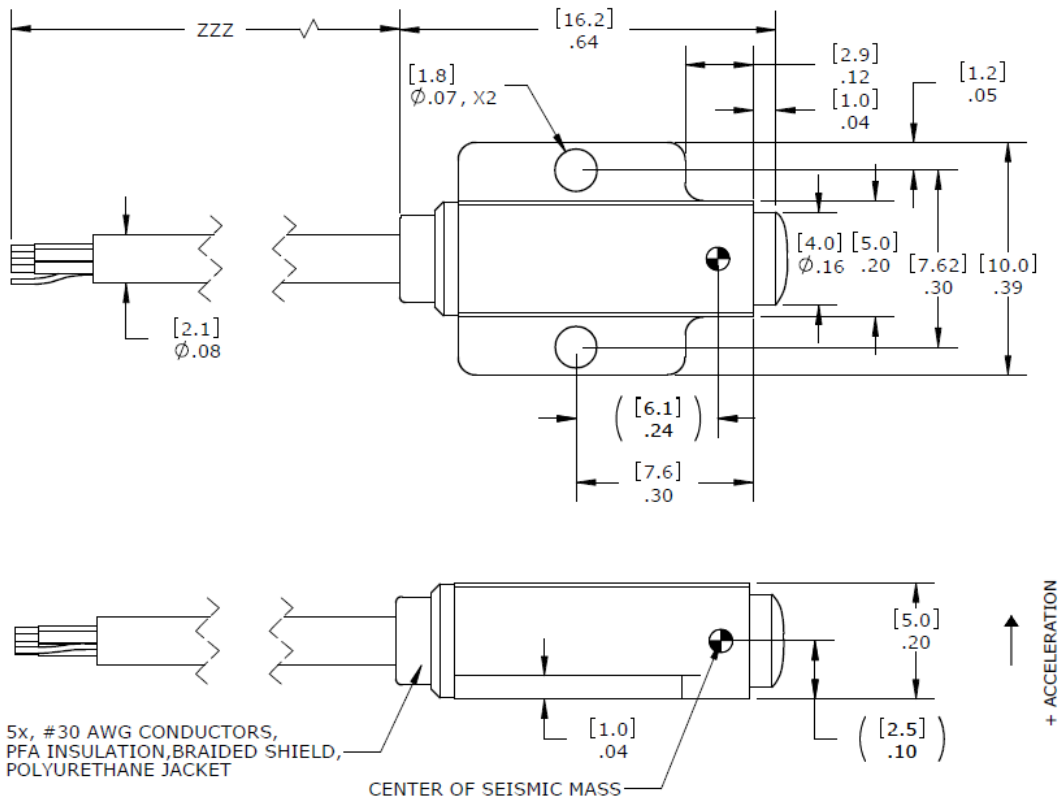 ZZZ
[16.2]
.64
[1.8]
Ø.07, X2
[2.9]
.12
[1.0]
.04
[1.2]
.05
[4.0]
Ø.16
[5.0]
.20
[7.62]
.30
[10.0]
.39
[2.1]
Ø.08
( [6.1] )
.24
[7.6]
.30
[5.0]
.20
+ ACCELERATION
[1.0]
.04
( [2.5] )
.10
5x, #30 AWG CONDUCTORS,
PFA INSULATION,BRAIDED SHIELD,
POLYURETHANE JACKET
CENTER OF SEISMIC MASS